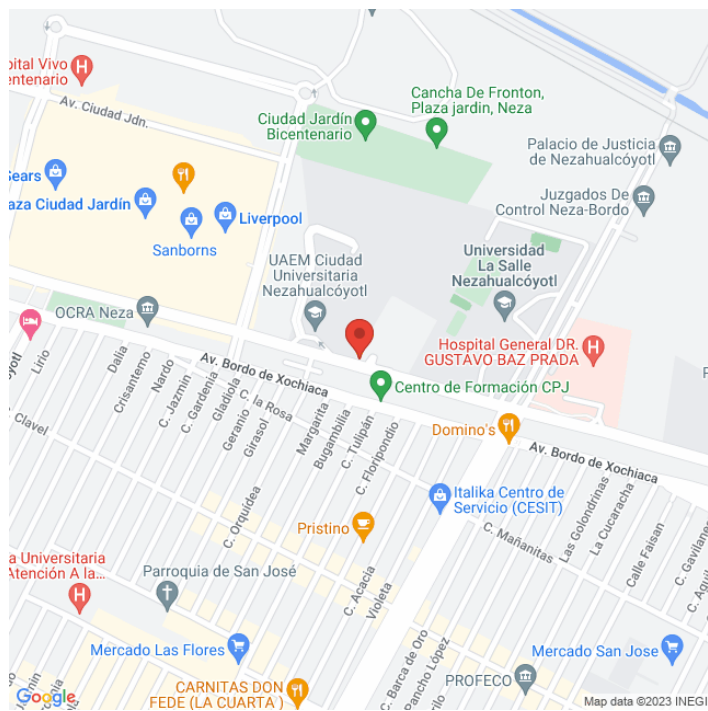 pital Vivo
entenario
Av. Ciudad Jdn.
Ciudad Jardín
Bicentenario
Cancha De Fronton,
Plaza jardin, Neza
Palacio de Justicia
de Nezahualcóyotl
Juzgados De
Control Neza-Bordo
Sears
aza Ciudad Jardín
Liverpool
Sanborns
UAEM Ciudad
Universitaria
Nezahualcóyotl
Universidad
La Salle
Nezahualcóyotl
OCRA Neza
Hospital General DR.
GUSTAVO BAZ PRADA
Centro de Formación CPJ
Av. Bordo de Xochiaca
Domino's
Av. Bordo de Xochiaca
oyotl
Lirio
Dalia
Crisantemo
Nardo
C. Jazmin
C. Gardenia
Gladiola
Geranio
Girasol
C. la Rosa
Margarita
Bugambilia
C. Tulipán
C. Floripondio
Clavel
C. Orquídea
Italika Centro de
Servicio (CESIT)
C. Mañanitas
Las Golondrinas
La Cucaracha
Calle Faisan
C. Gavilanes
C. Aguil
Pristino
a Universitaria
Atención A la...
Parroquia de San José
C. Acacia
Violeta
Mercado Las Flores
C. Barca de Oro
Pancho López
Mercado San Jose
CARNITAS DON
FEDE (LA CUARTA )
PROFECO
Google
Map data ©2023 INEGI